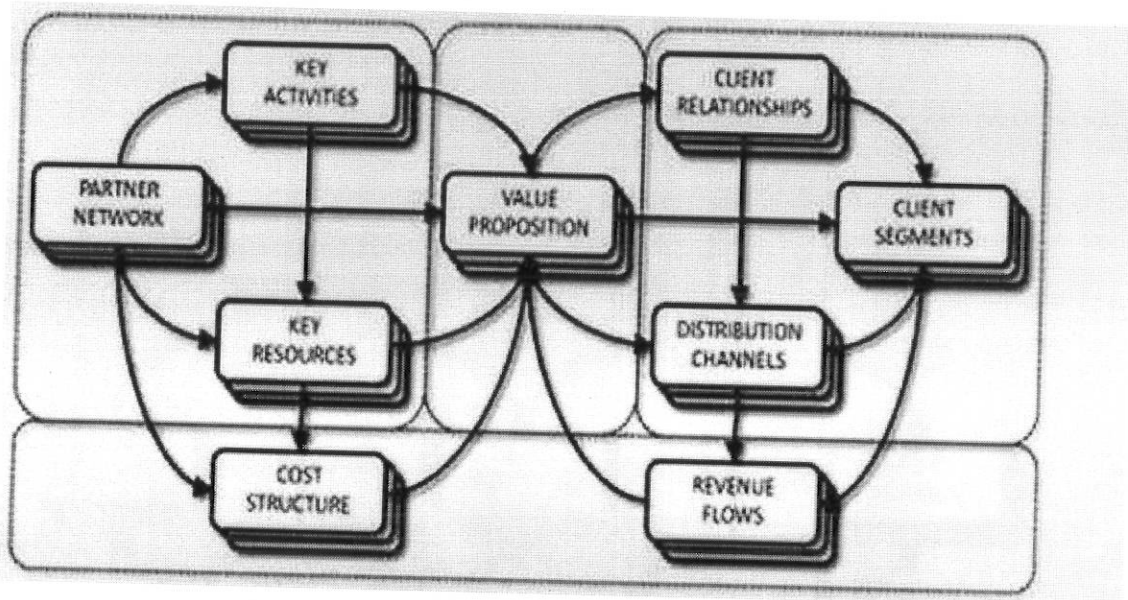 KEY
ACTIVITIES
CLIENT
RELATIONSHIPS
PARTNER
NETWORK
VALUE
PROPOSITION
CLIENT
SEGMENTS
KEY
RESOURCES
DISTRIBUTION
CHANNELS
COST
STRUCTURE
REVENUE
FLOWS